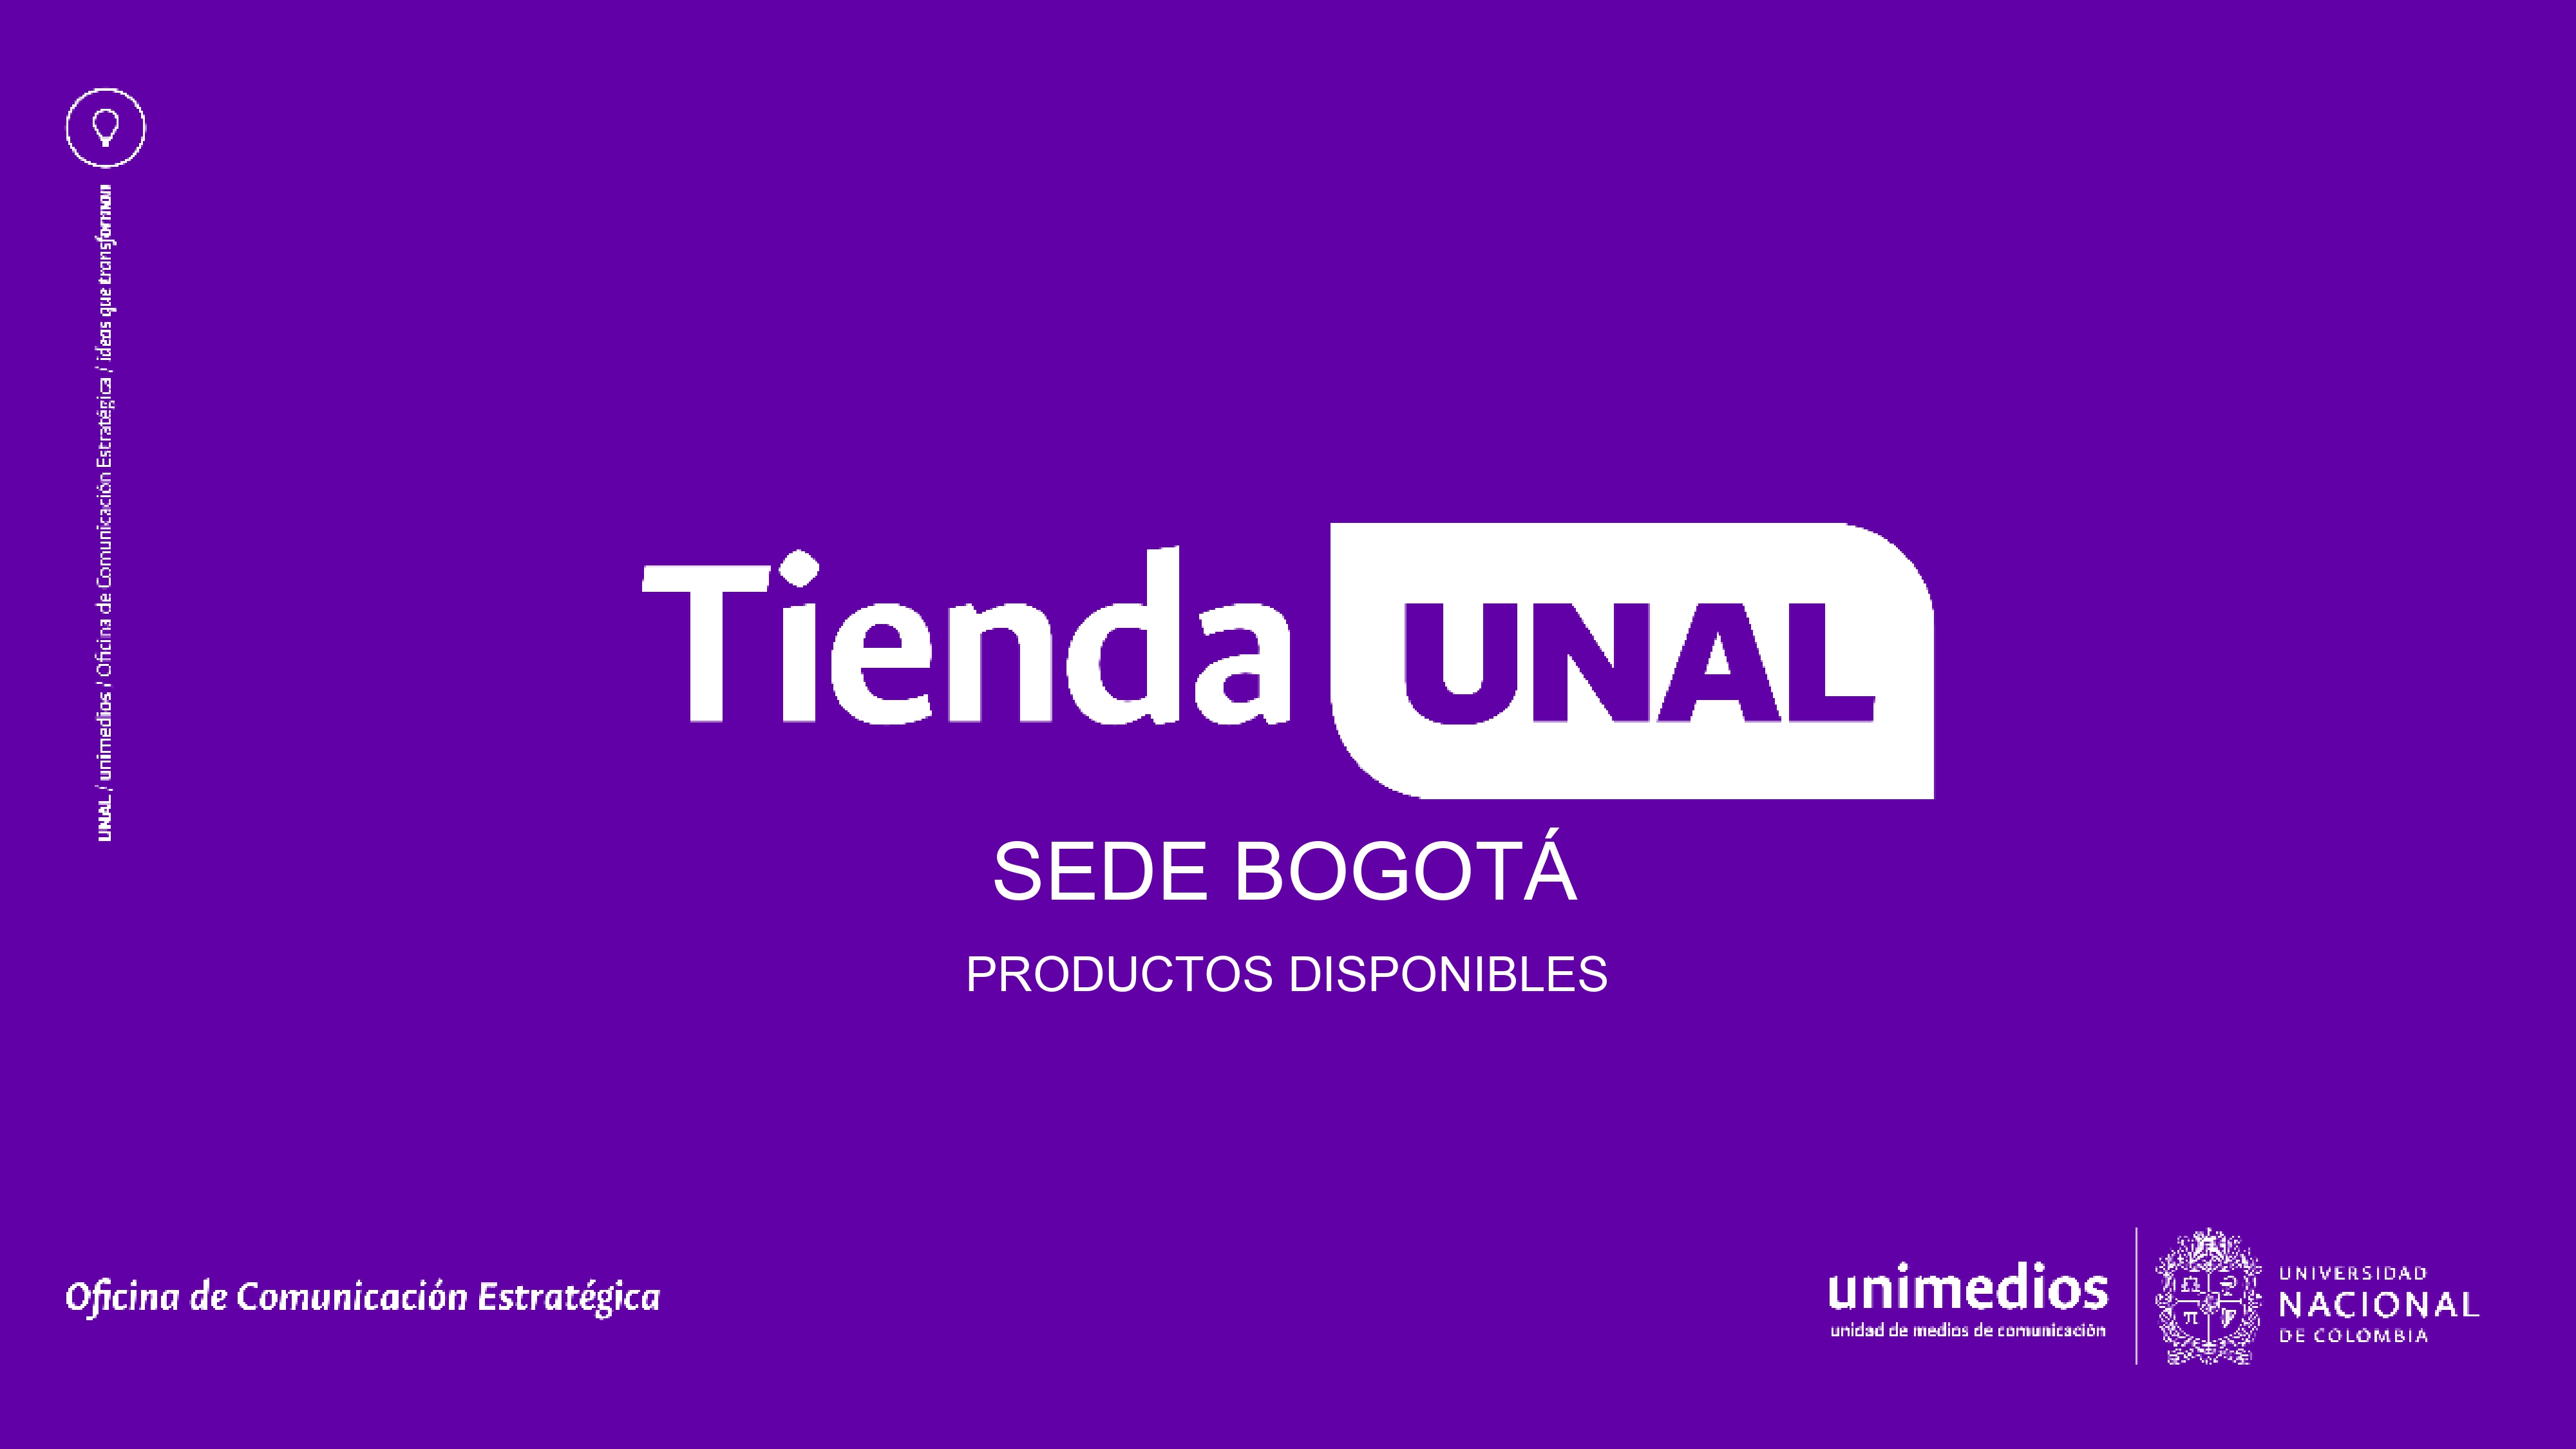 UNAL / unimedios / Oficina de Comunicación Estratégica / ideas que transforman
Tienda UNAL
SEDE BOGOTÁ
PRODUCTOS DISPONIBLES
Oficina de Comunicación Estratégica
unimedios
unidad de medios de comunicación
UNIVERSIDAD
NACIONAL
DE COLOMBIA